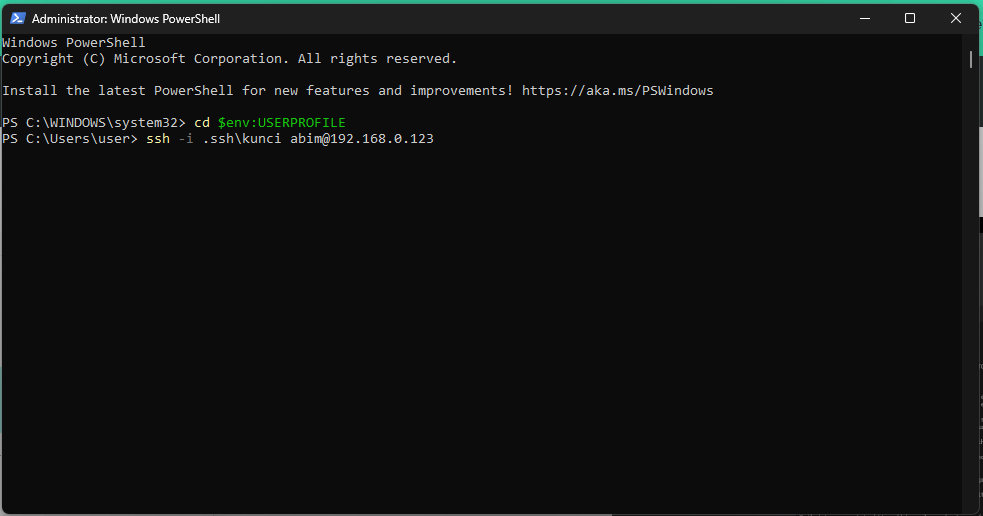 Administrator: Windows PowerShell
Windows PowerShell
Copyright (C) Microsoft Corporation. All rights reserved.
Install the latest PowerShell for new features and improvements! https://aka.ms/PSWindows
PS C:\WINDOWS\system32> cd $env:USERPROFILE
PS C:\Users\user> ssh -i .ssh\kunci abim@192.168.0.123